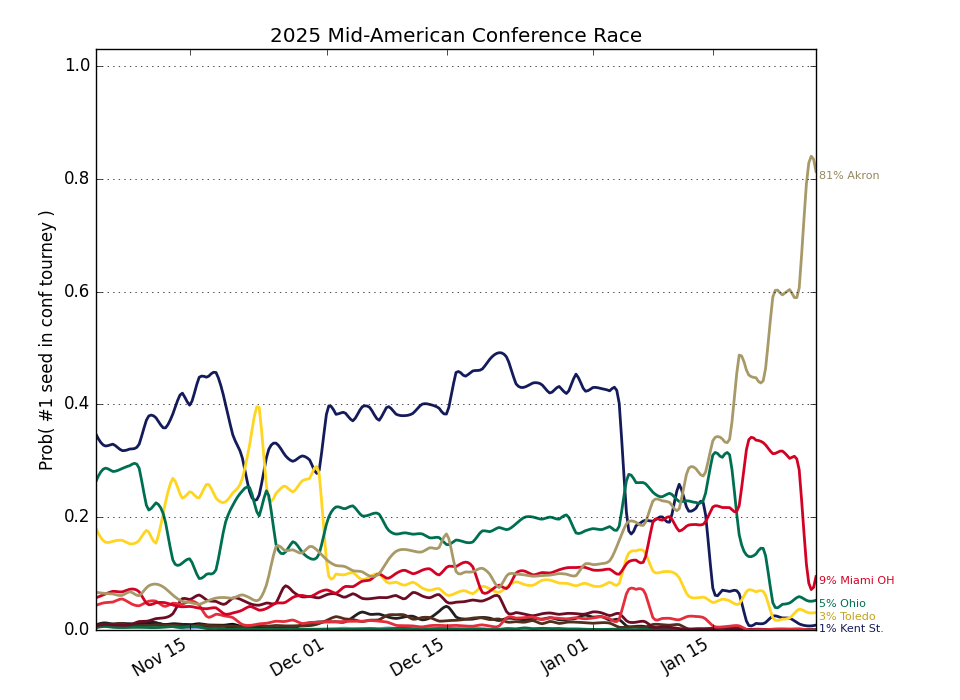 2025 Mid-American Conference Race
Prob( #1 seed in conf tourney )
1.0
0.8
0.6
0.4
0.2
0.0
81% Akron
9% Miami OH
5% Ohio
3% Toledo
1% Kent St.
Nov 15
Dec 01
Dec 15
Jan 01
Jan 15